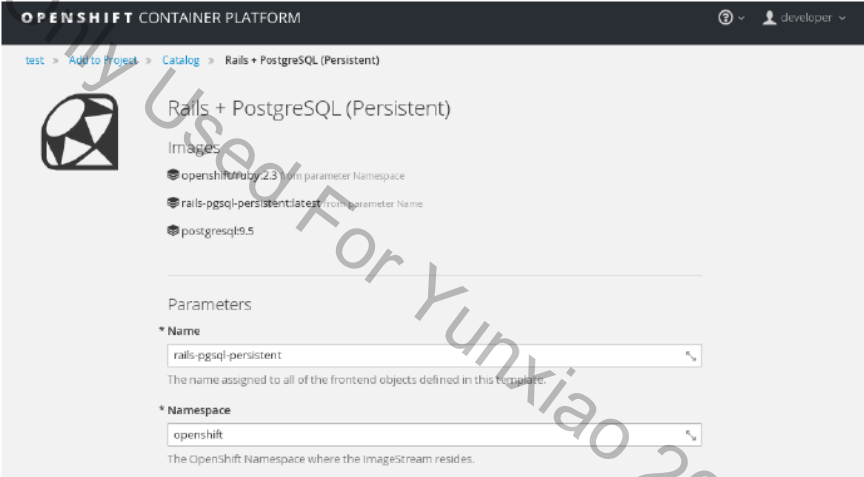 OPENSHIFT CONTAINER PLATFORM
developer
test » Add to Project » Catalog » Rails + PostgreSQL (Persistent)
Rails + PostgreSQL (Persistent)
Images
openshift/ruby:2.3 from parameter Namespace
rails-pgsql-persistent:latest from parameter Name
postgresql:9.5
Parameters
* Name
rails-pgsql-persistent
The name assigned to all of the frontend objects defined in this template.
* Namespace
openshift
The OpenShift Namespace where the ImageStream resides.
Only Used For Yunxiao 20